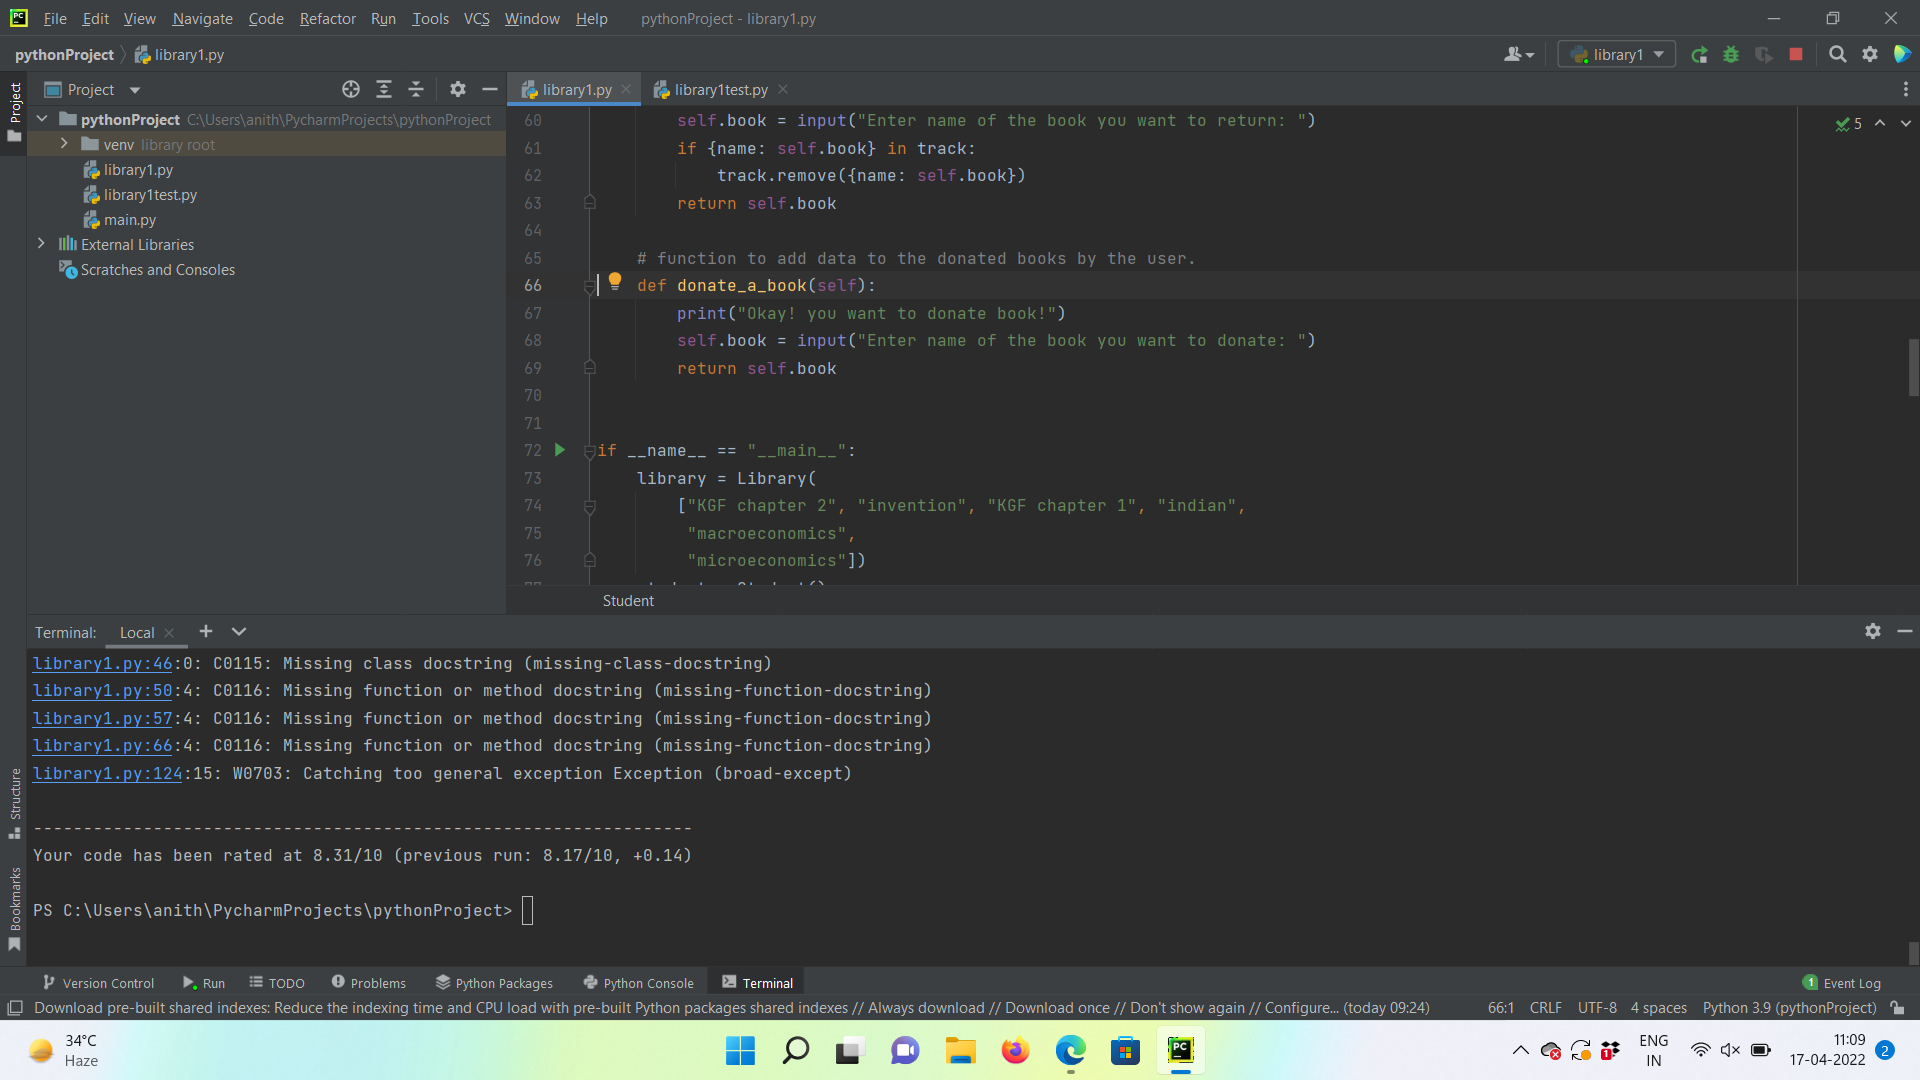 PC File Edit View Navigate Code Refactor Run Tools VCS Window Help pythonProject - library1.py
pythonProject library1.py library1
Project
Project
library1.py
library1test.py
pythonProject C:\Users\anith\PycharmProjects\pythonProject
venv library root
library1.py
library1test.py
main.py
External Libraries
Scratches and Consoles
5
60 self.book = input("Enter name of the book you want to return: ")
61 if {name: self.book} in track:
62 track.remove({name: self.book})
63 return self.book
64
65 # function to add data to the donated books by the user.
66 def donate_a_book(self):
67 print("Okay! you want to donate book!")
68 self.book = input("Enter name of the book you want to donate: ")
69 return self.book
70
71
72 if __name__ == "__main__":
73 library = Library(
74 ["KGF chapter 2", "invention", "KGF chapter 1", "indian",
75 "macroeconomics",
76 "microeconomics"])
Student
Terminal: Local
library1.py:46:0: C0115: Missing class docstring (missing-class-docstring)
library1.py:50:4: C0116: Missing function or method docstring (missing-function-docstring)
library1.py:57:4: C0116: Missing function or method docstring (missing-function-docstring)
library1.py:66:4: C0116: Missing function or method docstring (missing-function-docstring)
library1.py:124:15: W0703: Catching too general exception Exception (broad-except)
------------------------------------------------------------------
Your code has been rated at 8.31/10 (previous run: 8.17/10, +0.14)
PS C:\Users\anith\PycharmProjects\pythonProject>
Structure
Bookmarks
Version Control Run TODO Problems Python Packages Python Console Terminal 1 Event Log
Download pre-built shared indexes: Reduce the indexing time and CPU load with pre-built Python packages shared indexes // Always download // Download once // Don't show again // Configure... (today 09:24) 66:1 CRLF UTF-8 4 spaces Python 3.9 (pythonProject)
34°C
Haze
PC
1
ENG
IN
11:09
17-04-2022
2